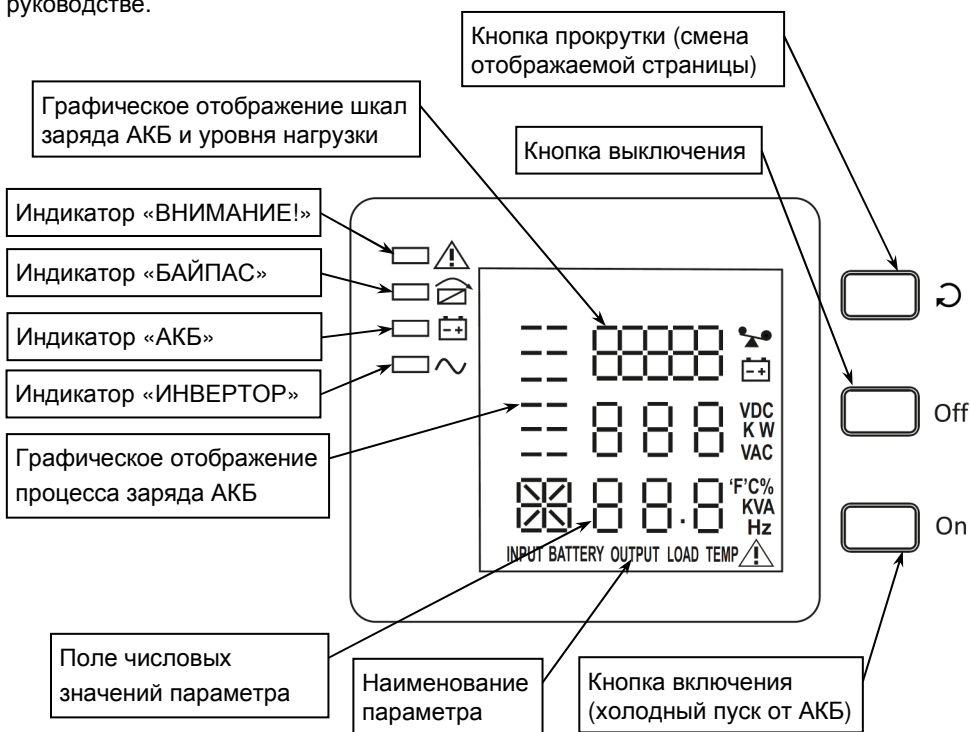 руководстве.
Кнопка прокрутки (смена
отображаемой страницы)
Графическое отображение шкал
заряда АКБ и уровня нагрузки
Кнопка выключения
Индикатор «ВНИМАНИЕ!»
Индикатор «БАЙПАС»
Индикатор «АКБ»
Индикатор «ИНВЕРТОР»
Графическое отображение
процесса заряда АКБ
VDC
K W
VAC
'F'C%
KVA
Hz
INPUT BATTERY OUTPUT LOAD TEMP
Off
On
Поле числовых
значений параметра
Наименование
параметра
Кнопка включения
(холодный пуск от АКБ)